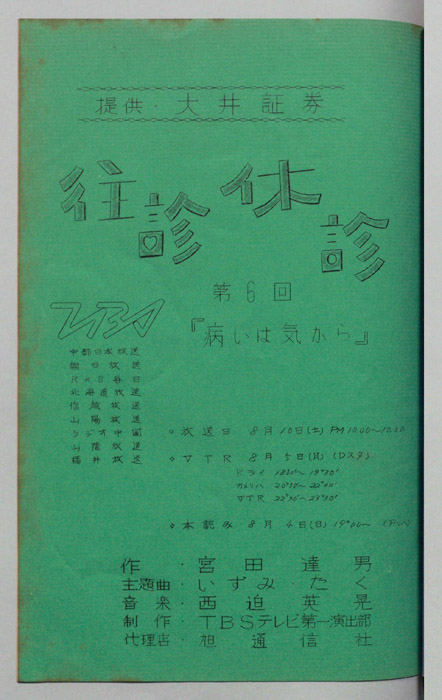 提供・大井証券
往診休診
第6回
『病いは気から』
TBS
中部日本放送
朝日放送
RKB毎日
北海道放送
信越放送
山陽放送
ラジオ中国
山陰放送
福井放送
◦放送日 8月10日(土) PM10.00〜10.30
◦VTR 8月5日(月)
ドライ 18°30'〜19°30'
カメリハ 20°30'〜22°00'
VTR 22°30'〜23°30'
◦本読み 8月4日(日) 19°00〜
作・宮田達男
主題曲・いずみたく
音楽・西迫英晃
制作・TBSテレビ第一演出部
代理店・旭通信社